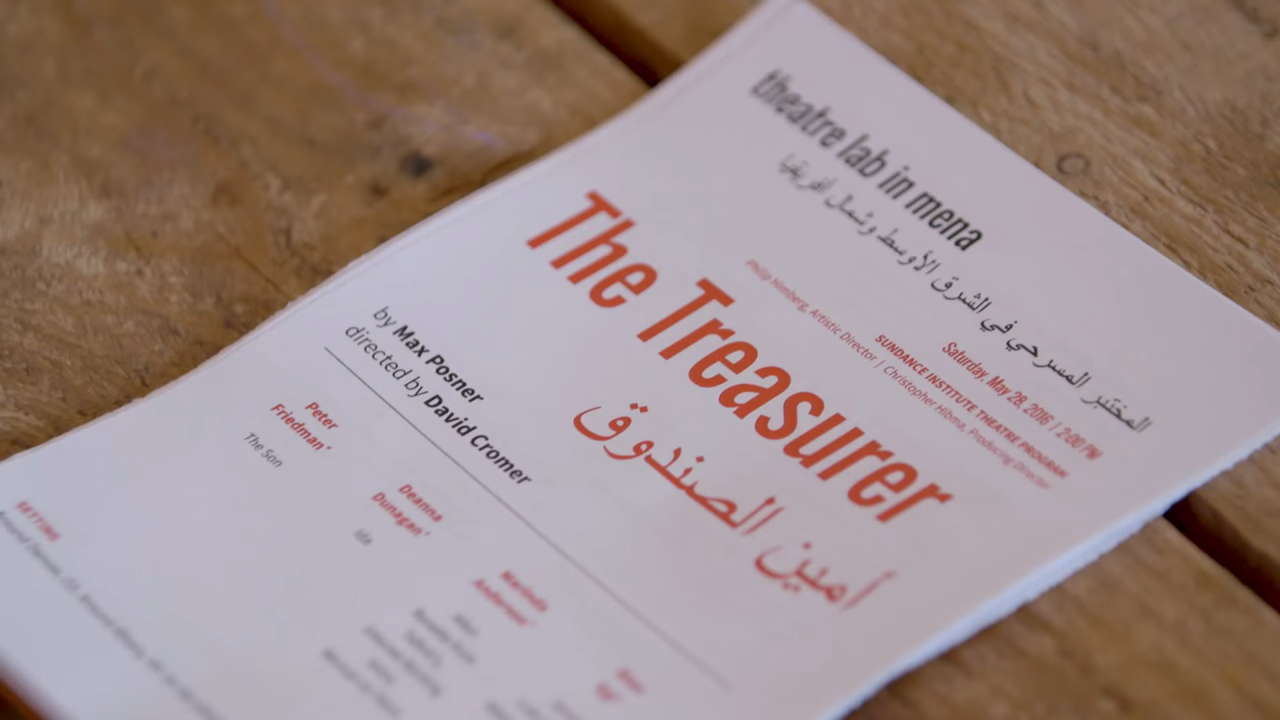 theatre lab in mena
المختبر المسرحي في الشرق الأوسط وشمال أفريقيا
Saturday, May 28, 2016 | 2:00 PM
SUNDANCE INSTITUTE THEATRE PROGRAM
Philip Himberg, Artistic Director | Christopher Hibma, Producing Director
The Treasurer
أمين الصندوق
by Max Posner
directed by David Cromer
Peter
Friedman*
The Son
Deanna
Dunagan*
Ida
Marinda
Anderson*
SETTING